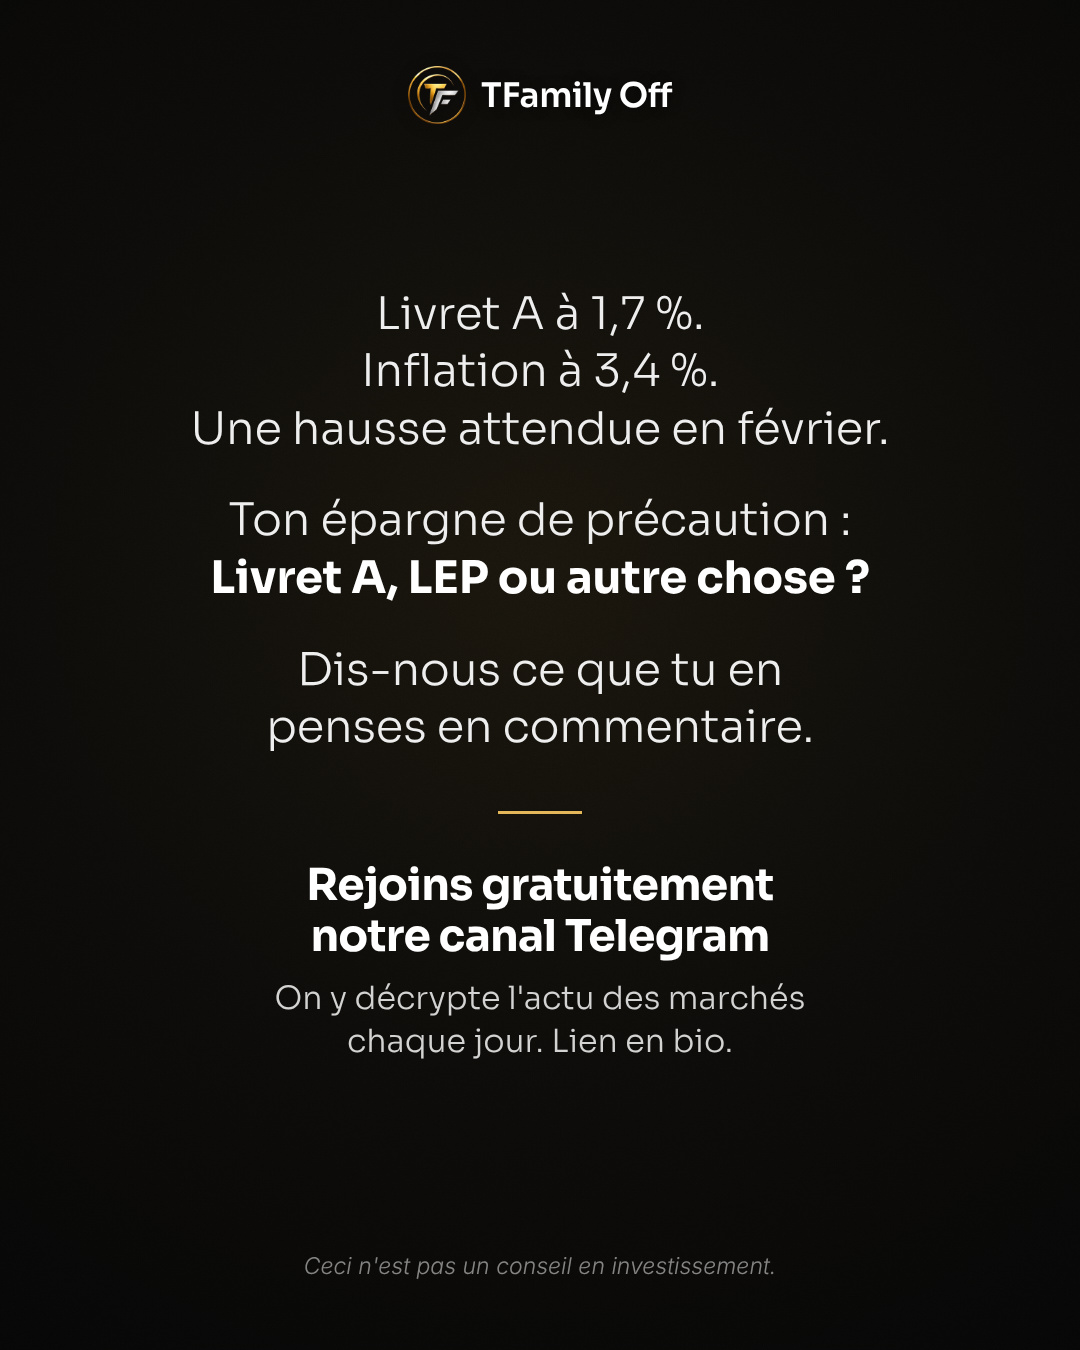 TF TFamily Off
Livret A à 1,7 %.
Inflation à 3,4 %.
Une hausse attendue en février.
Ton épargne de précaution :
Livret A, LEP ou autre chose ?
Dis-nous ce que tu en
penses en commentaire.
Rejoins gratuitement
notre canal Telegram
On y décrypte l'actu des marchés
chaque jour. Lien en bio.
Ceci n'est pas un conseil en investissement.